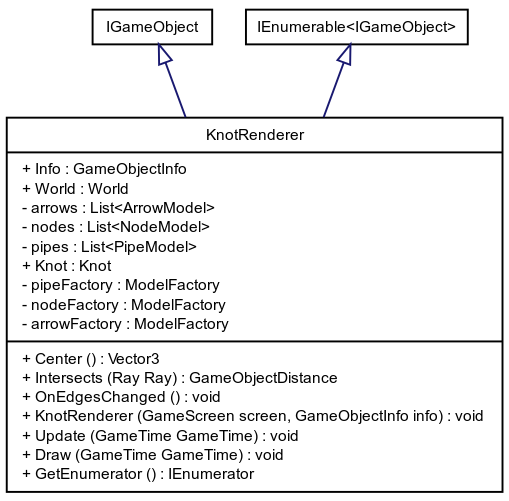 IGameObject
IEnumerable<IGameObject>
KnotRenderer
+ Info : GameObjectInfo
+ World : World
- arrows : List<ArrowModel>
- nodes : List<NodeModel>
- pipes : List<PipeModel>
+ Knot : Knot
- pipeFactory : ModelFactory
- nodeFactory : ModelFactory
- arrowFactory : ModelFactory
+ Center () : Vector3
+ Intersects (Ray Ray) : GameObjectDistance
+ OnEdgesChanged () : void
+ KnotRenderer (GameScreen screen, GameObjectInfo info) : void
+ Update (GameTime GameTime) : void
+ Draw (GameTime GameTime) : void
+ GetEnumerator () : IEnumerator